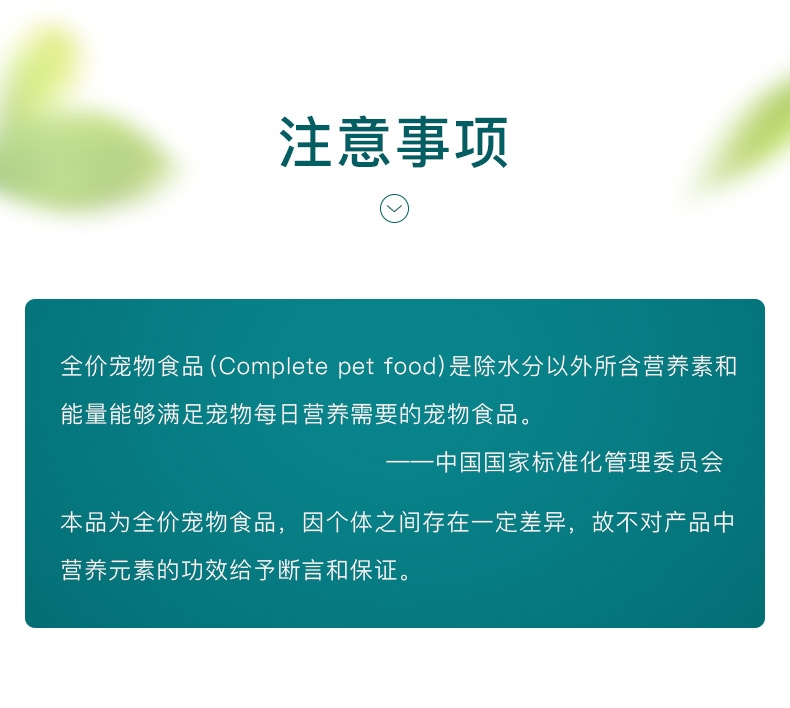 注意事项
全价宠物食品(Complete pet food)是除水分以外所含营养素和
能量能够满足宠物每日营养需要的宠物食品。
——中国国家标准化管理委员会
本品为全价宠物食品，因个体之间存在一定差异，故不对产品中
营养元素的功效给予断言和保证。